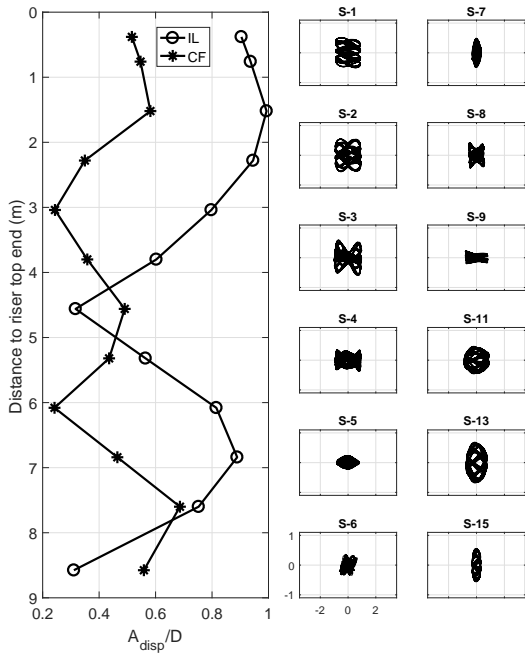 0
1
2
3
4
5
6
7
8
9
Distance to riser top end (m)
0.2 0.4 0.6 0.8 1
A_disp/D
IL
CF
S-1
S-2
S-3
S-4
S-5
S-6
1
0
-1
-2 0 2
S-7
S-8
S-9
S-11
S-13
S-15